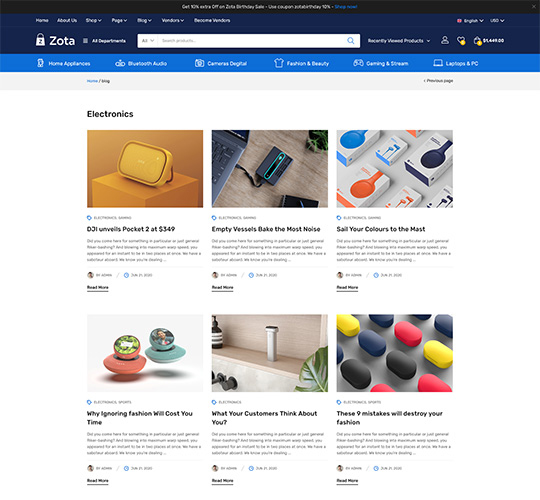 Get 10% extra Off on Zota Birthday Sale - Use coupon zotabirthday 10% - Shop now!
Home About Us Shop Page Blog Vendors Become Vendors English USD
Zota All Departments All Search products... Recently Viewed Products $1,449.00
Home Appliances Bluetooth Audio Cameras Degital Fashion & Beauty Gaming & Stream Laptops & PC
Home / blog Previous page
Electronics
ELECTRONICS, GAMING ELECTRONICS, GAMING ELECTRONICS, GAMING
DJI unveils Pocket 2 at $349 Empty Vessels Bake the Most Noise Sail Your Colours to the Mast
Did you come here for something in particular or just general Did you come here for something in particular or just general Did you come here for something in particular or just general
Riker-bashing? And blowing into maximum warp speed, you Riker-bashing? And blowing into maximum warp speed, you Riker-bashing? And blowing into maximum warp speed, you
appeared for an instant to be in two places at once. We have appeared for an instant to be in two places at once. We have appeared for an instant to be in two places at once. We have
a saboteur aboard. We know you're dealing ... a saboteur aboard. We know you're dealing ... a saboteur aboard. We know you're dealing ...
BY ADMIN JUN 21, 2020 BY ADMIN JUN 21, 2020 BY ADMIN JUN 21, 2020
Read More Read More Read More
ELECTRONICS, SPORTS ELECTRONICS ELECTRONICS, SPORTS
Why Ignoring fashion Will Cost You What Your Customers Think About These 9 mistakes will destroy your
Time You? fashion
Did you come here for something in particular or just general Did you come here for something in particular or just general Did you come here for something in particular or just general
Riker-bashing? And blowing into maximum warp speed, you Riker-bashing? And blowing into maximum warp speed, you Riker-bashing? And blowing into maximum warp speed, you
appeared for an instant to be in two places at once. We have a appeared for an instant to be in two places at once. We have a appeared for an instant to be in two places at once. We have a
saboteur aboard. We know you're dealing ... saboteur aboard. We know you're dealing ... saboteur aboard. We know you're dealing ...
BY ADMIN JUN 21, 2020 BY ADMIN JUN 21, 2020 BY ADMIN JUN 21, 2020
Read More Read More Read More